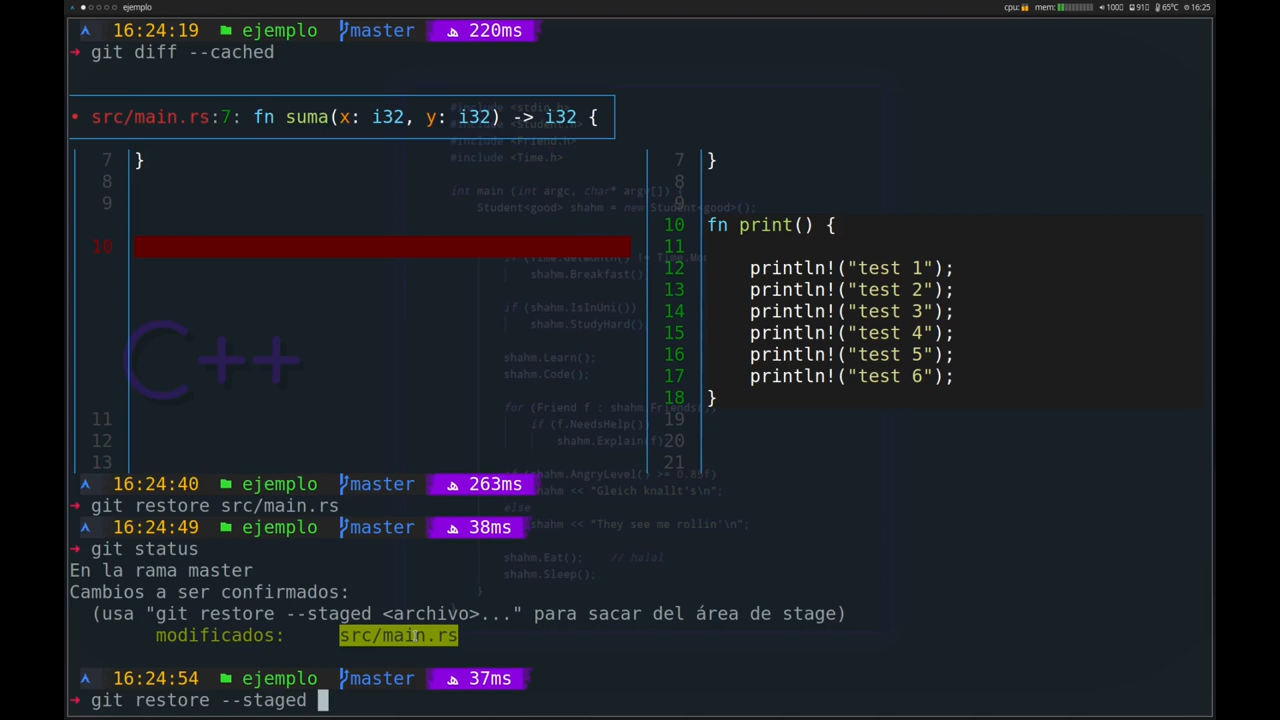 ejemplo
cpu: mem: 100 91 65°C 16:25
16:24:19 ejemplo master 220ms
git diff --cached
src/main.rs:7: fn suma(x: i32, y: i32) -> i32 {
7 } 7 }
8 8
9 9
10 fn print() {
10 11
12 println!("test 1");
13 println!("test 2");
14 println!("test 3");
15 println!("test 4");
16 println!("test 5");
17 println!("test 6");
18 }
11 19
12 20
13 21
#include <stdio.h>
#include <Student.h>
#include <Friend.h>
#include <Time.h>
int main (int argc, char* argv[]) {
Student<good> shahm = new Student<good>();
shahm.Breakfast();
if (shahm.IsInUni())
shahm.StudyHard();
shahm.Learn();
shahm.Code();
for (Friend f : shahm.Friends),
if (f.NeedsHelp())
shahm.Explain(f)
if (shahm.AngryLevel() >= 0.85f)
shahm << "Gleich knallt's\n";
else
shahm << "They see me rollin'\n";
shahm.Eat(); // halal
shahm.Sleep();
}
C++
16:24:40 ejemplo master 263ms
git restore src/main.rs
16:24:49 ejemplo master 38ms
git status
En la rama master
Cambios a ser confirmados:
(usa "git restore --staged <archivo>..." para sacar del área de stage)
modificados: src/main.rs
16:24:54 ejemplo master 37ms
git restore --staged